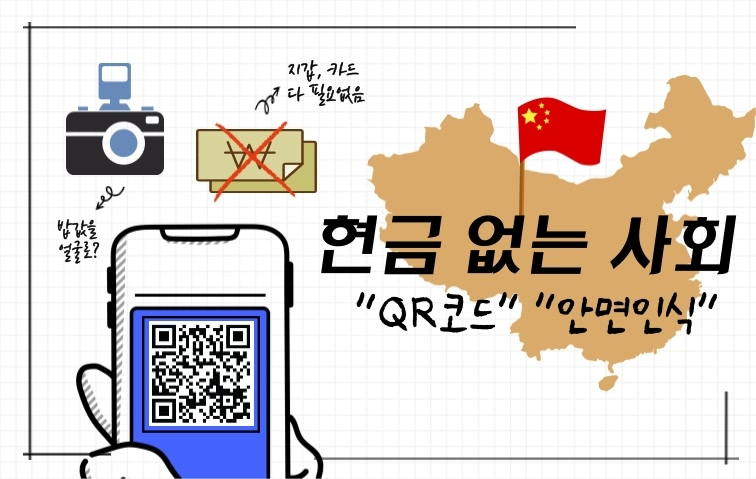 지갑, 카드
다 필요없음
밥값을
얼굴로?
현금 없는 사회
"QR코드" "안면인식"